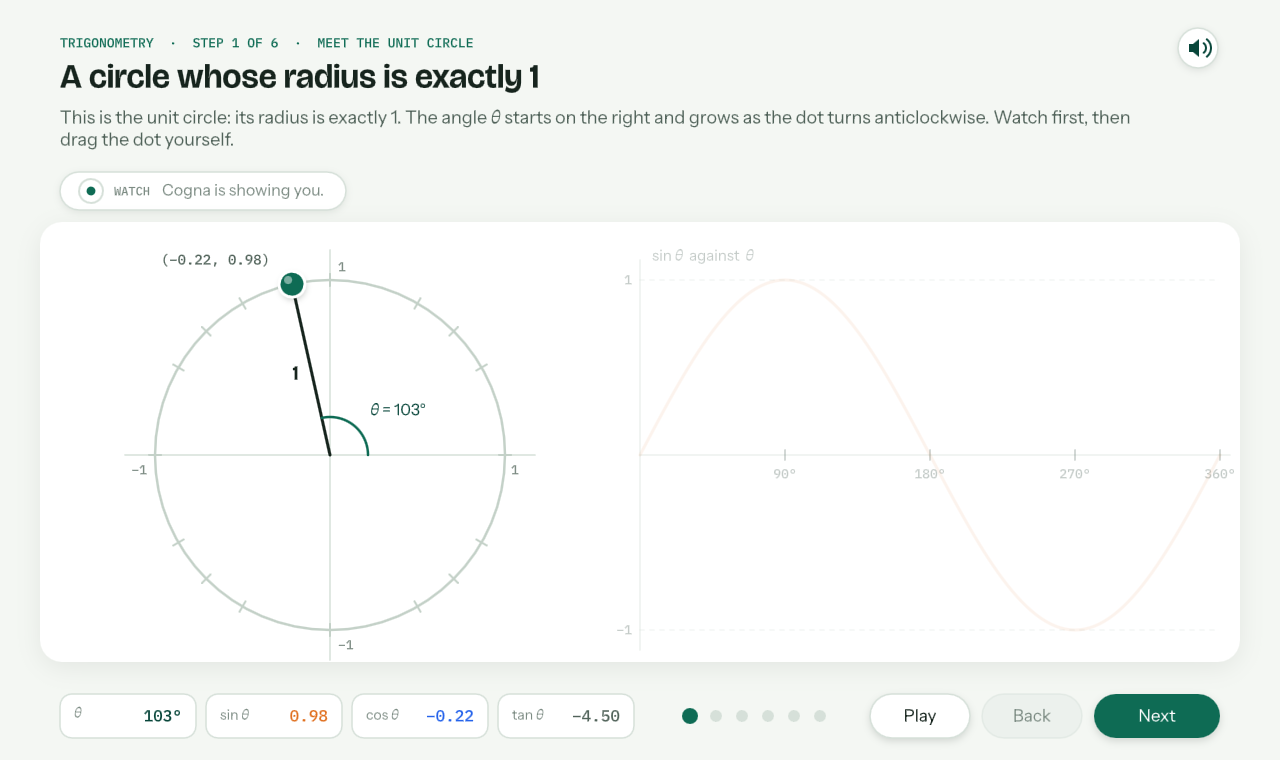 TRIGONOMETRY · STEP 1 OF 6 · MEET THE UNIT CIRCLE
A circle whose radius is exactly 1
This is the unit circle: its radius is exactly 1. The angle θ starts on the right and grows as the dot turns anticlockwise. Watch first, then
drag the dot yourself.
WATCH Cogna is showing you.
(−0.22, 0.98)
1
1
θ = 103°
−1
1
−1
sin θ against θ
1
90°
180°
270°
360°
−1
θ 103°
sin θ 0.98
cos θ −0.22
tan θ −4.50
Play
Back
Next